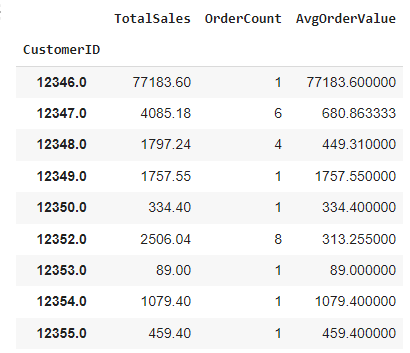 TotalSales OrderCount AvgOrderValue
CustomerID
12346.0 77183.60 1 77183.600000
12347.0 4085.18 6 680.863333
12348.0 1797.24 4 449.310000
12349.0 1757.55 1 1757.550000
12350.0 334.40 1 334.400000
12352.0 2506.04 8 313.255000
12353.0 89.00 1 89.000000
12354.0 1079.40 1 1079.400000
12355.0 459.40 1 459.400000